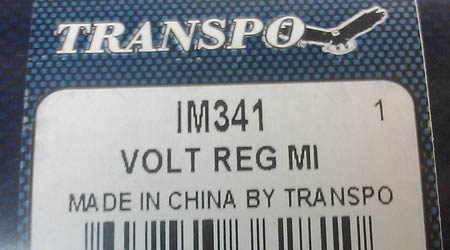 TRANSPO
IM341 1
VOLT REG MI
MADE IN CHINA BY TRANSPO